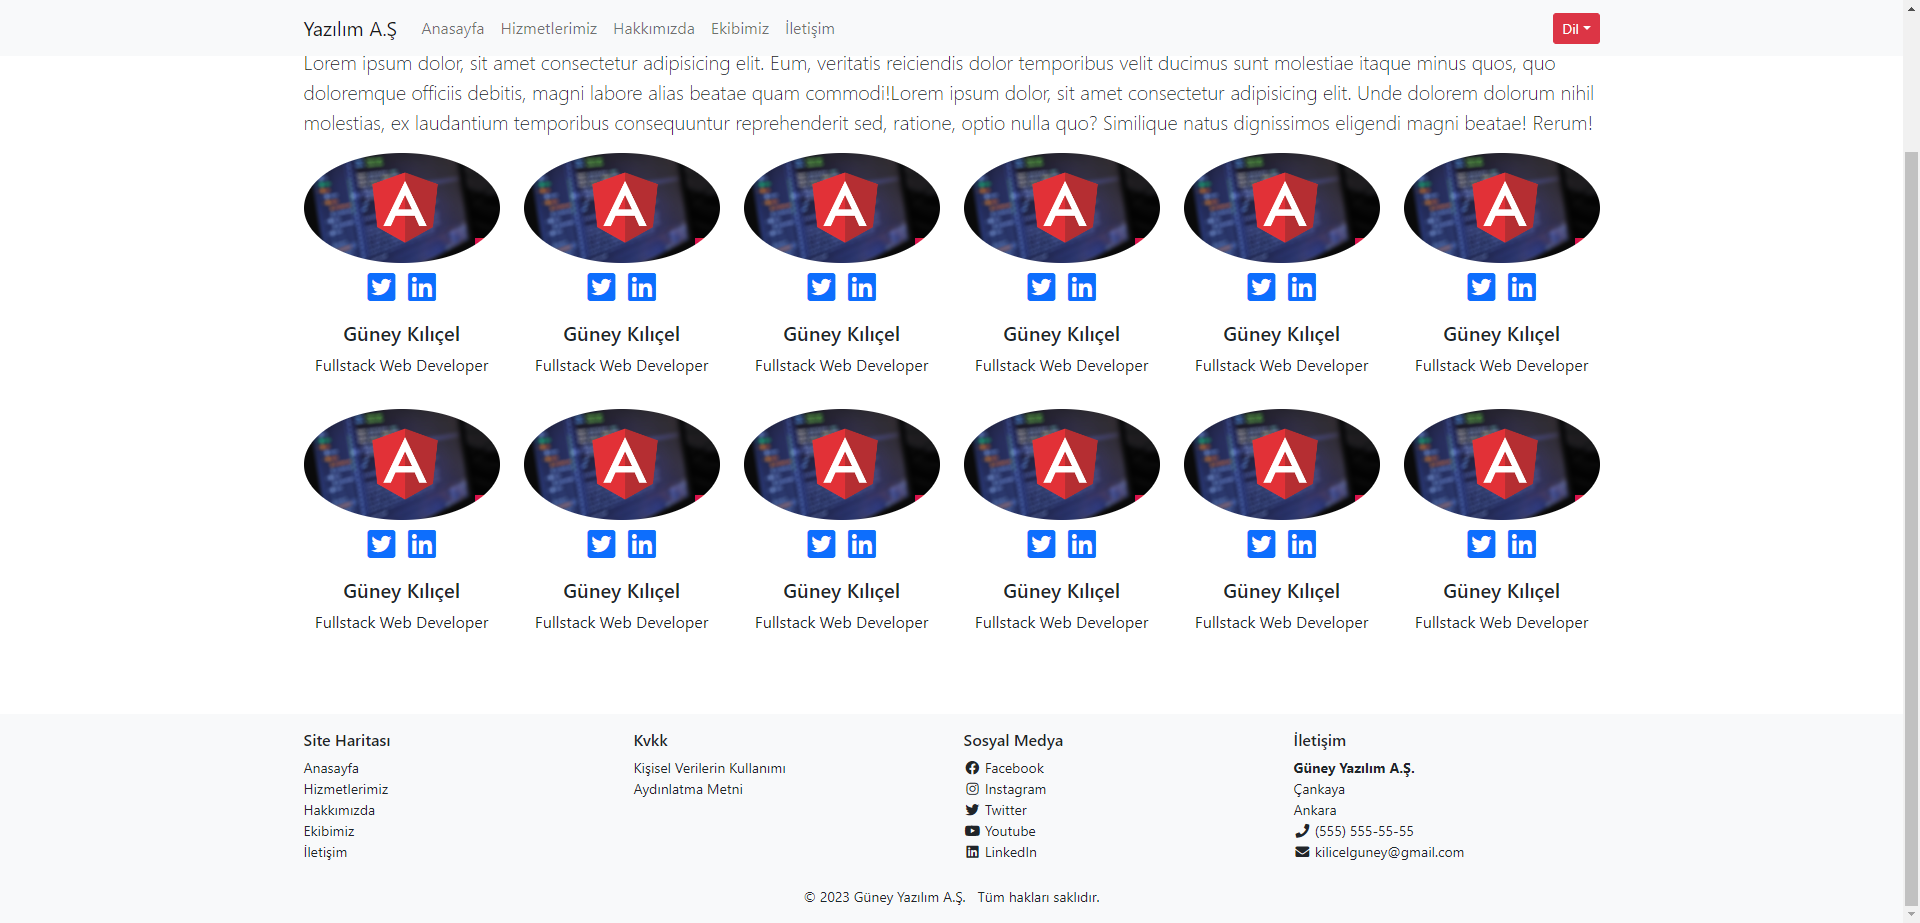 Yazılım A.Ş Anasayfa Hizmetlerimiz Hakkımızda Ekibimiz İletişim Dil
Lorem ipsum dolor, sit amet consectetur adipisicing elit. Eum, veritatis reiciendis dolor temporibus velit ducimus sunt molestiae itaque minus quos, quo
doloremque officiis debitis, magni labore alias beatae quam commodi!Lorem ipsum dolor, sit amet consectetur adipisicing elit. Unde dolorem dolorum nihil
molestias, ex laudantium temporibus consequuntur reprehenderit sed, ratione, optio nulla quo? Similique natus dignissimos eligendi magni beatae! Rerum!
Güney Kılıçel Güney Kılıçel Güney Kılıçel Güney Kılıçel Güney Kılıçel Güney Kılıçel
Fullstack Web Developer Fullstack Web Developer Fullstack Web Developer Fullstack Web Developer Fullstack Web Developer Fullstack Web Developer
Güney Kılıçel Güney Kılıçel Güney Kılıçel Güney Kılıçel Güney Kılıçel Güney Kılıçel
Fullstack Web Developer Fullstack Web Developer Fullstack Web Developer Fullstack Web Developer Fullstack Web Developer Fullstack Web Developer
Site Haritası
Anasayfa
Hizmetlerimiz
Hakkımızda
Ekibimiz
İletişim
Kvkk
Kişisel Verilerin Kullanımı
Aydınlatma Metni
Sosyal Medya
Facebook
Instagram
Twitter
Youtube
LinkedIn
İletişim
Güney Yazılım A.Ş.
Çankaya
Ankara
(555) 555-55-55
kilicelguney@gmail.com
© 2023 Güney Yazılım A.Ş. Tüm hakları saklıdır.